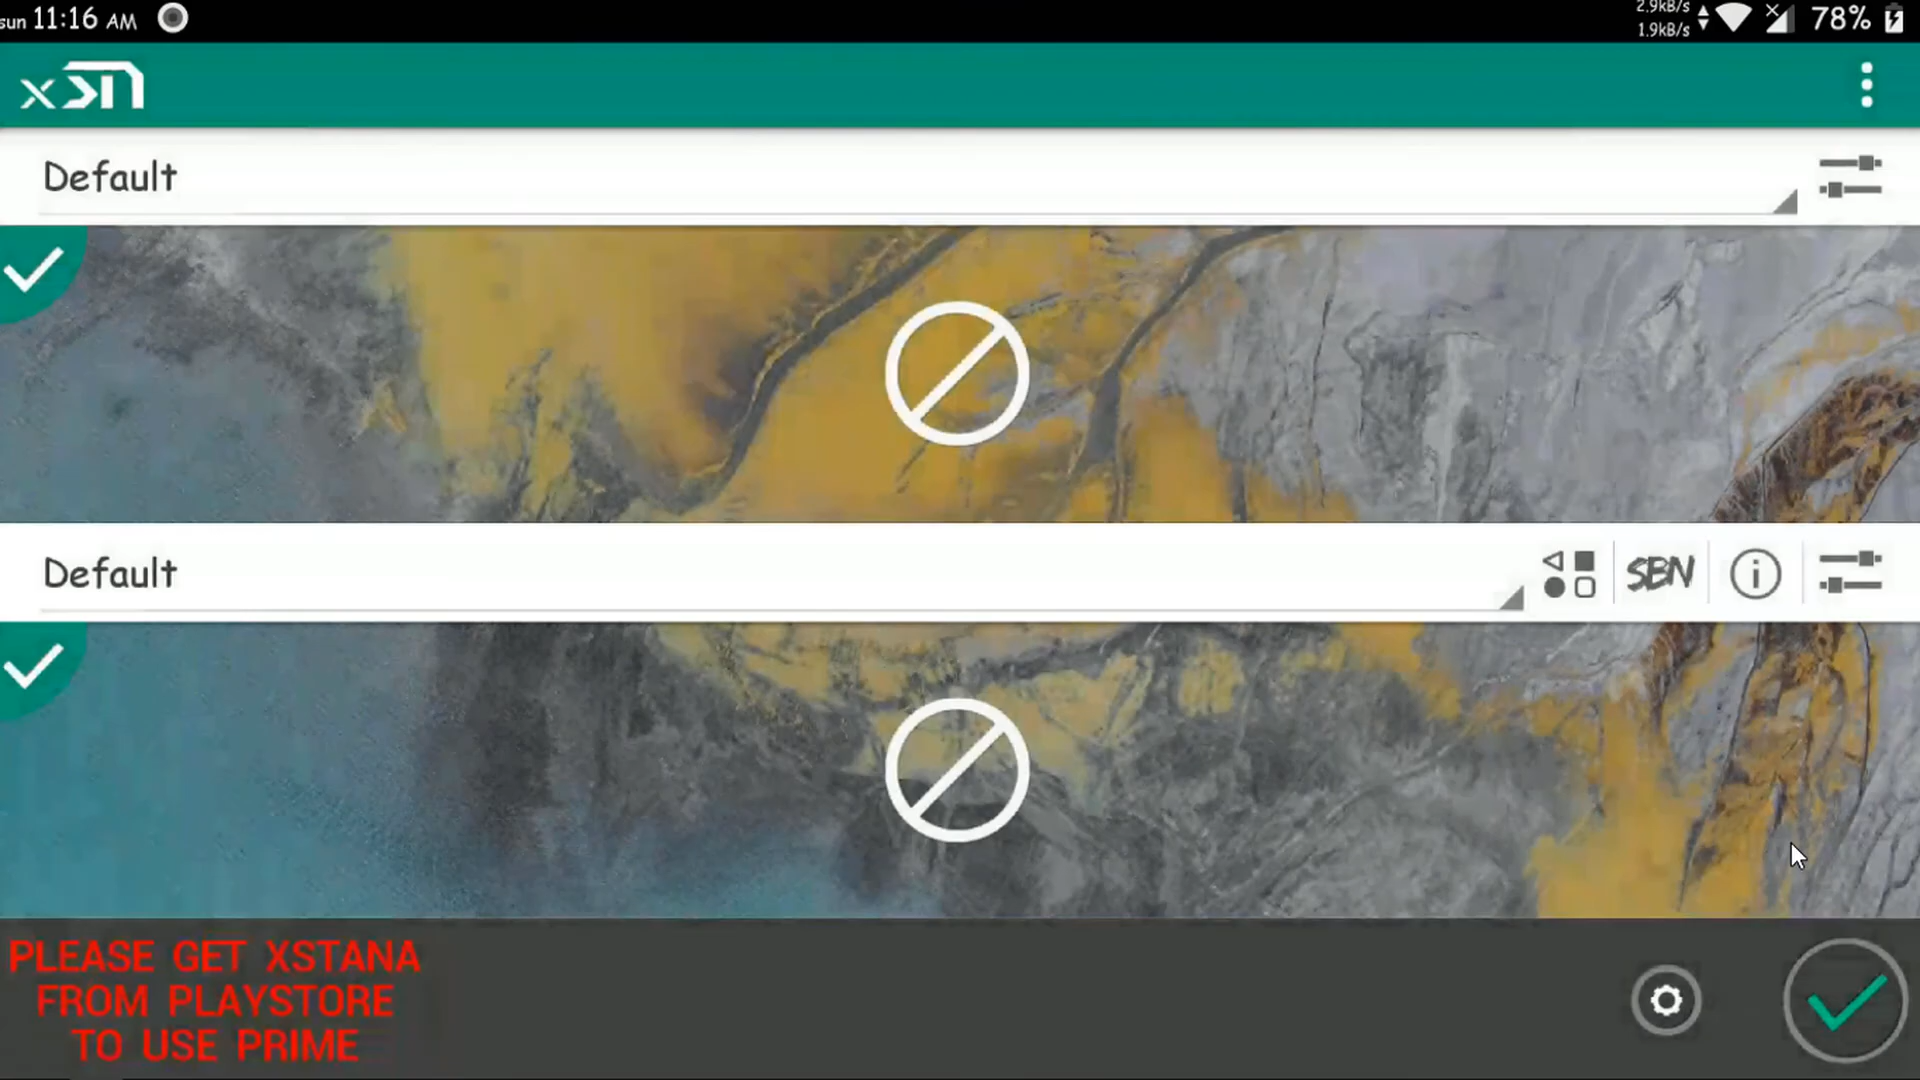 sun 11:16 AM
2.9kB/s
1.9kB/s
78%
xSN
Default
Default
SBN
PLEASE GET XSTANA
FROM PLAYSTORE
TO USE PRIME